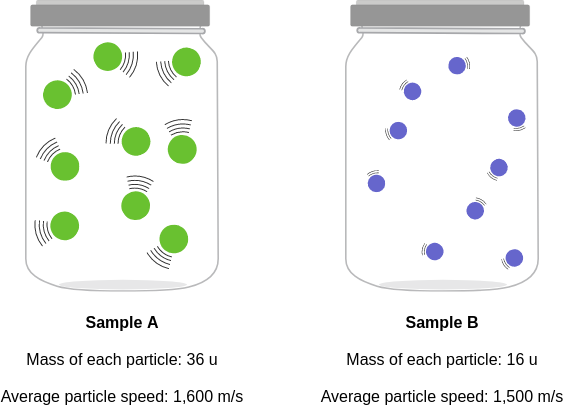 Sample A
Mass of each particle: 36 u
Average particle speed: 1,600 m/s
Sample B
Mass of each particle: 16 u
Average particle speed: 1,500 m/s